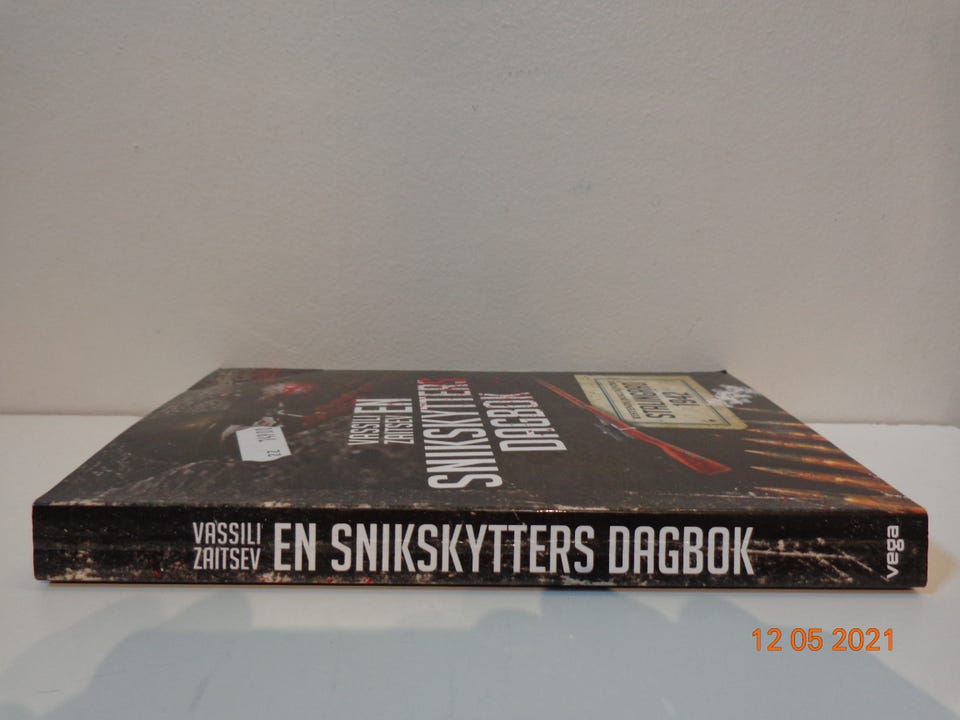 VASSILI
ZAITSEV
EN
SNIKSKYTTERS
DAGBOK
VASSILI
ZAITSEV
EN SNIKSKYTTERS DAGBOK
vega
12 05 2021